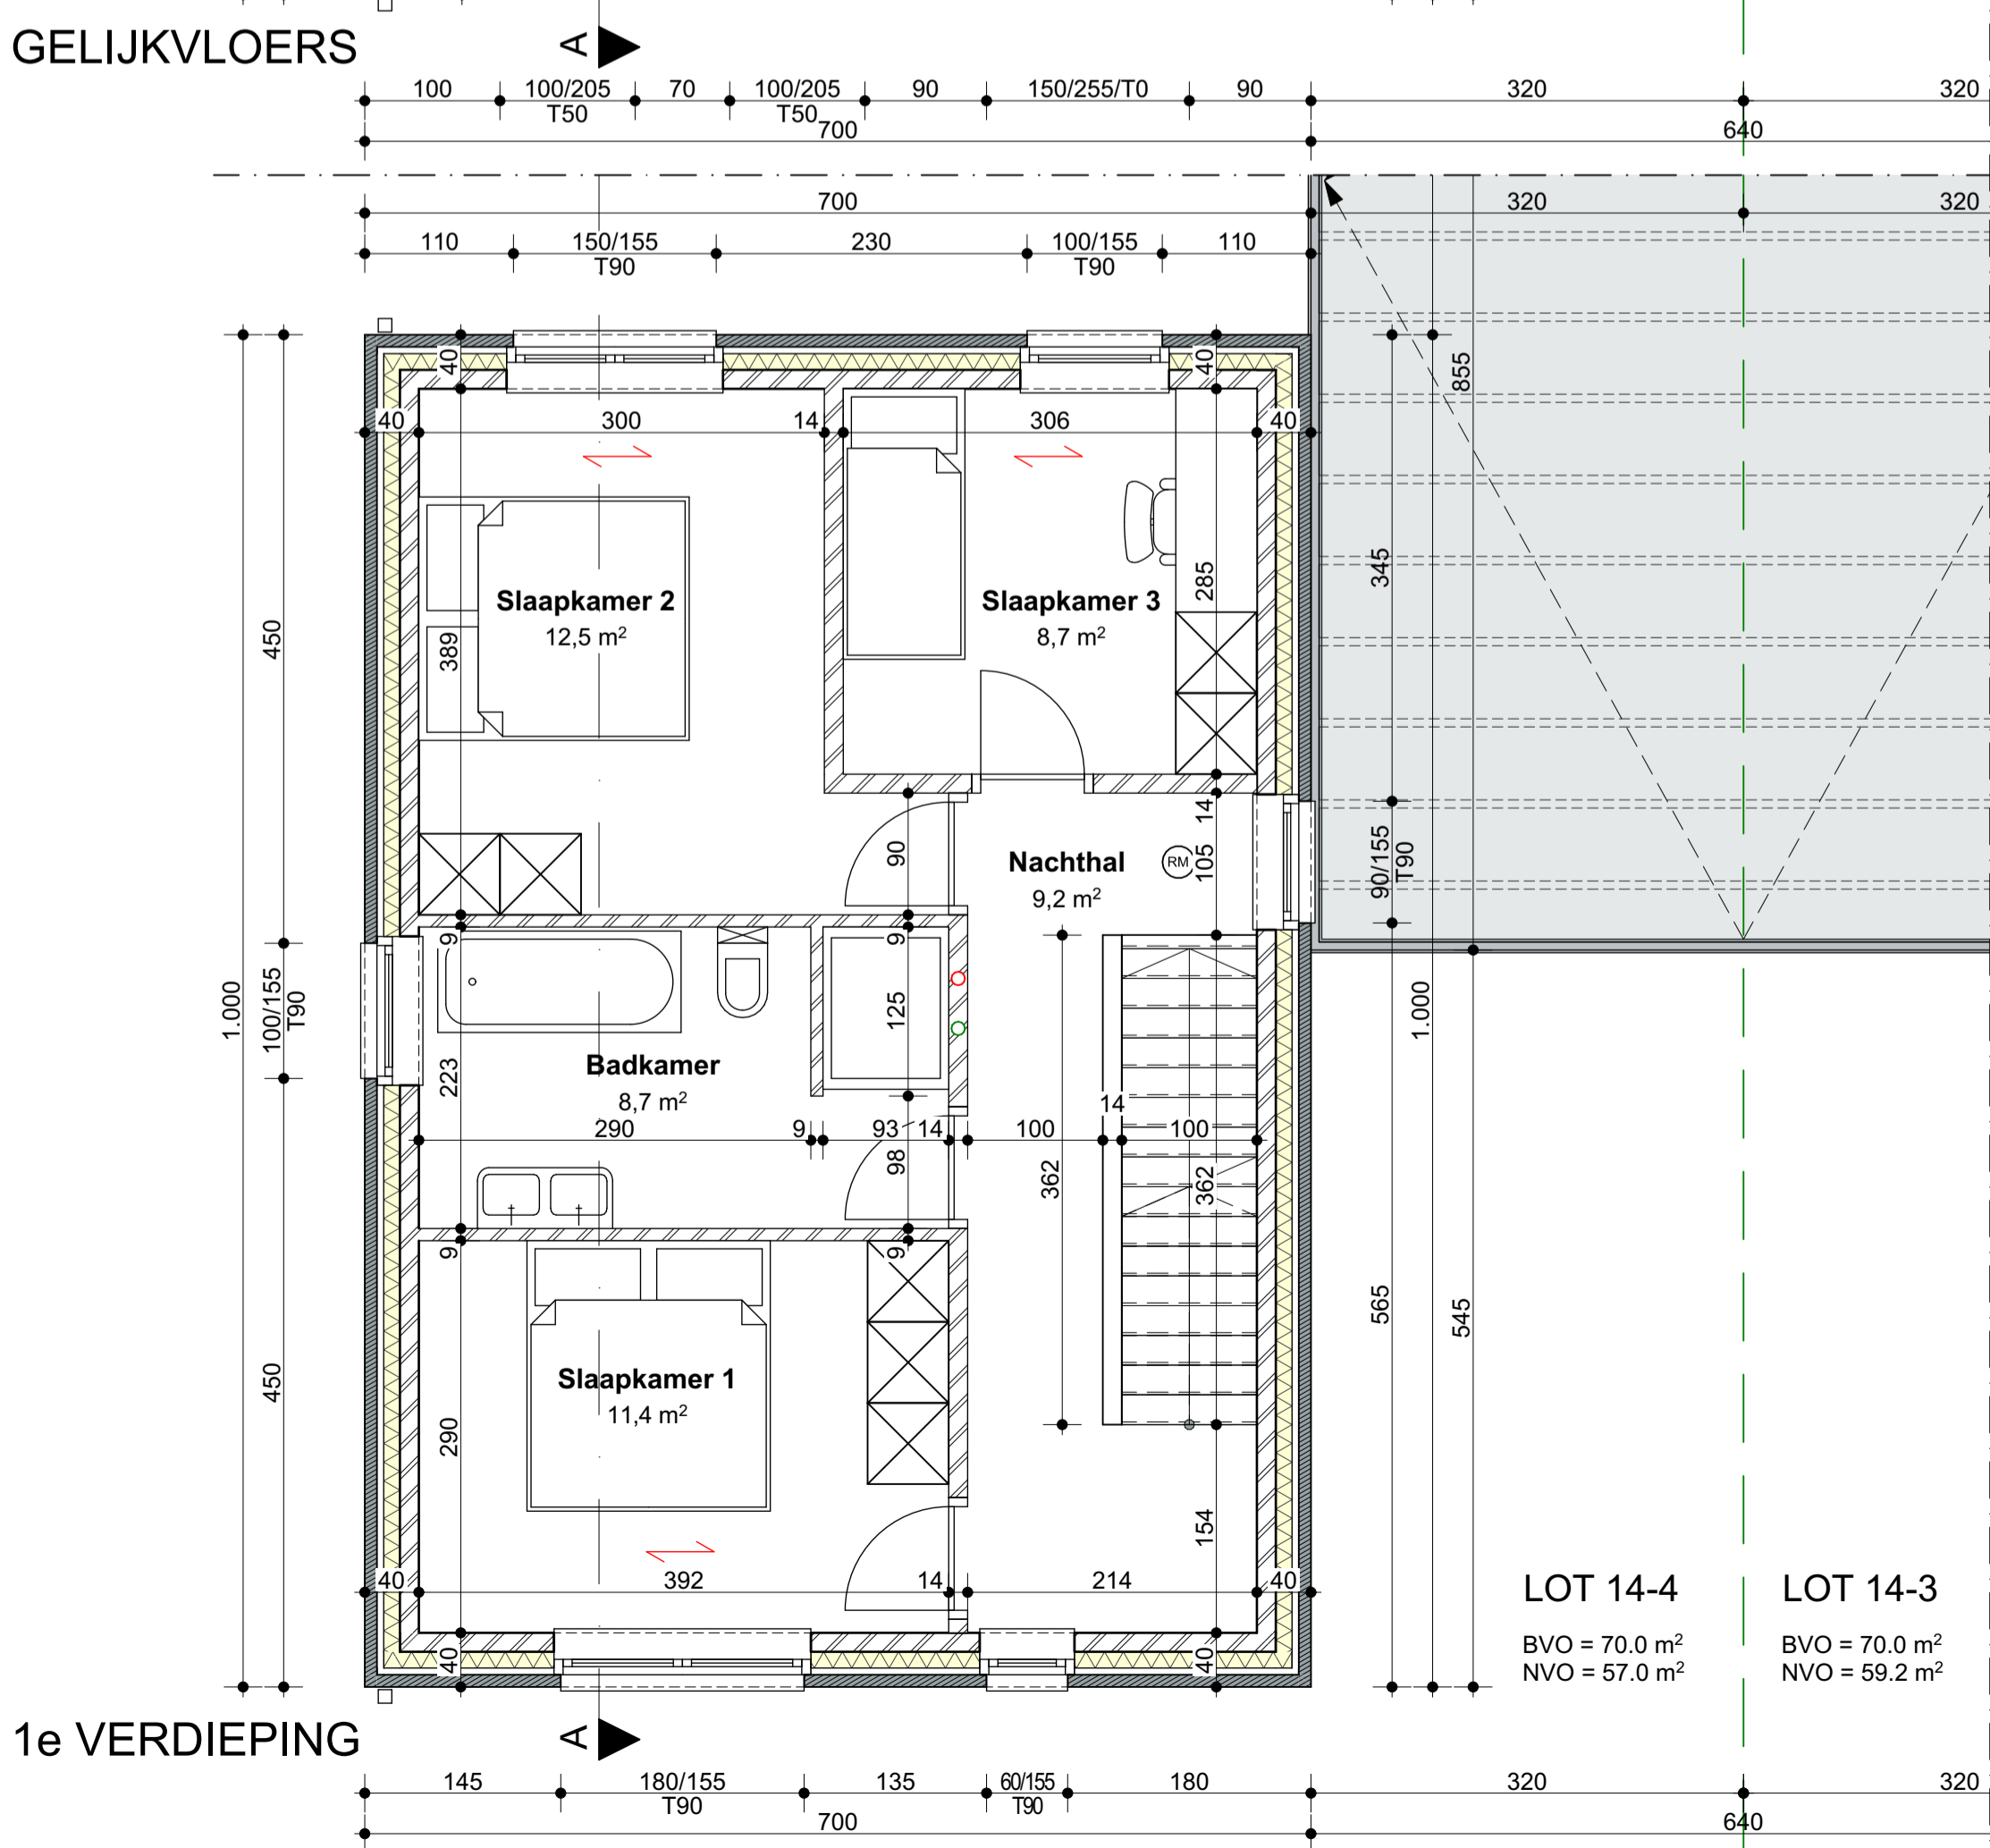 GELIJKVLOERS
A
100 100/205 70 100/205 90 150/255/T0 90 320 320
T50 T50
700 640
700 320 320
110 150/155 230 100/155 110
T90 T90
40 40 855
40 300 14 306 40
Slaapkamer 2
12,5 m²
Slaapkamer 3
8,7 m²
450 389 285 345
14
90 105
Nachthal
9,2 m²
RM
90/155
T90
9 9
1.000 100/155
T90
125 1.000
Badkamer
8,7 m²
223
14
290 9 93 14 100 100
98 362 362
9 9
565 545
Slaapkamer 1
11,4 m²
450 290 154
40 392 14 214 40
40 40
LOT 14-4
BVO = 70.0 m²
NVO = 57.0 m²
LOT 14-3
BVO = 70.0 m²
NVO = 59.2 m²
1e VERDIEPING
A
145 180/155 135 60/155 180 320 320
T90 T90
700 640